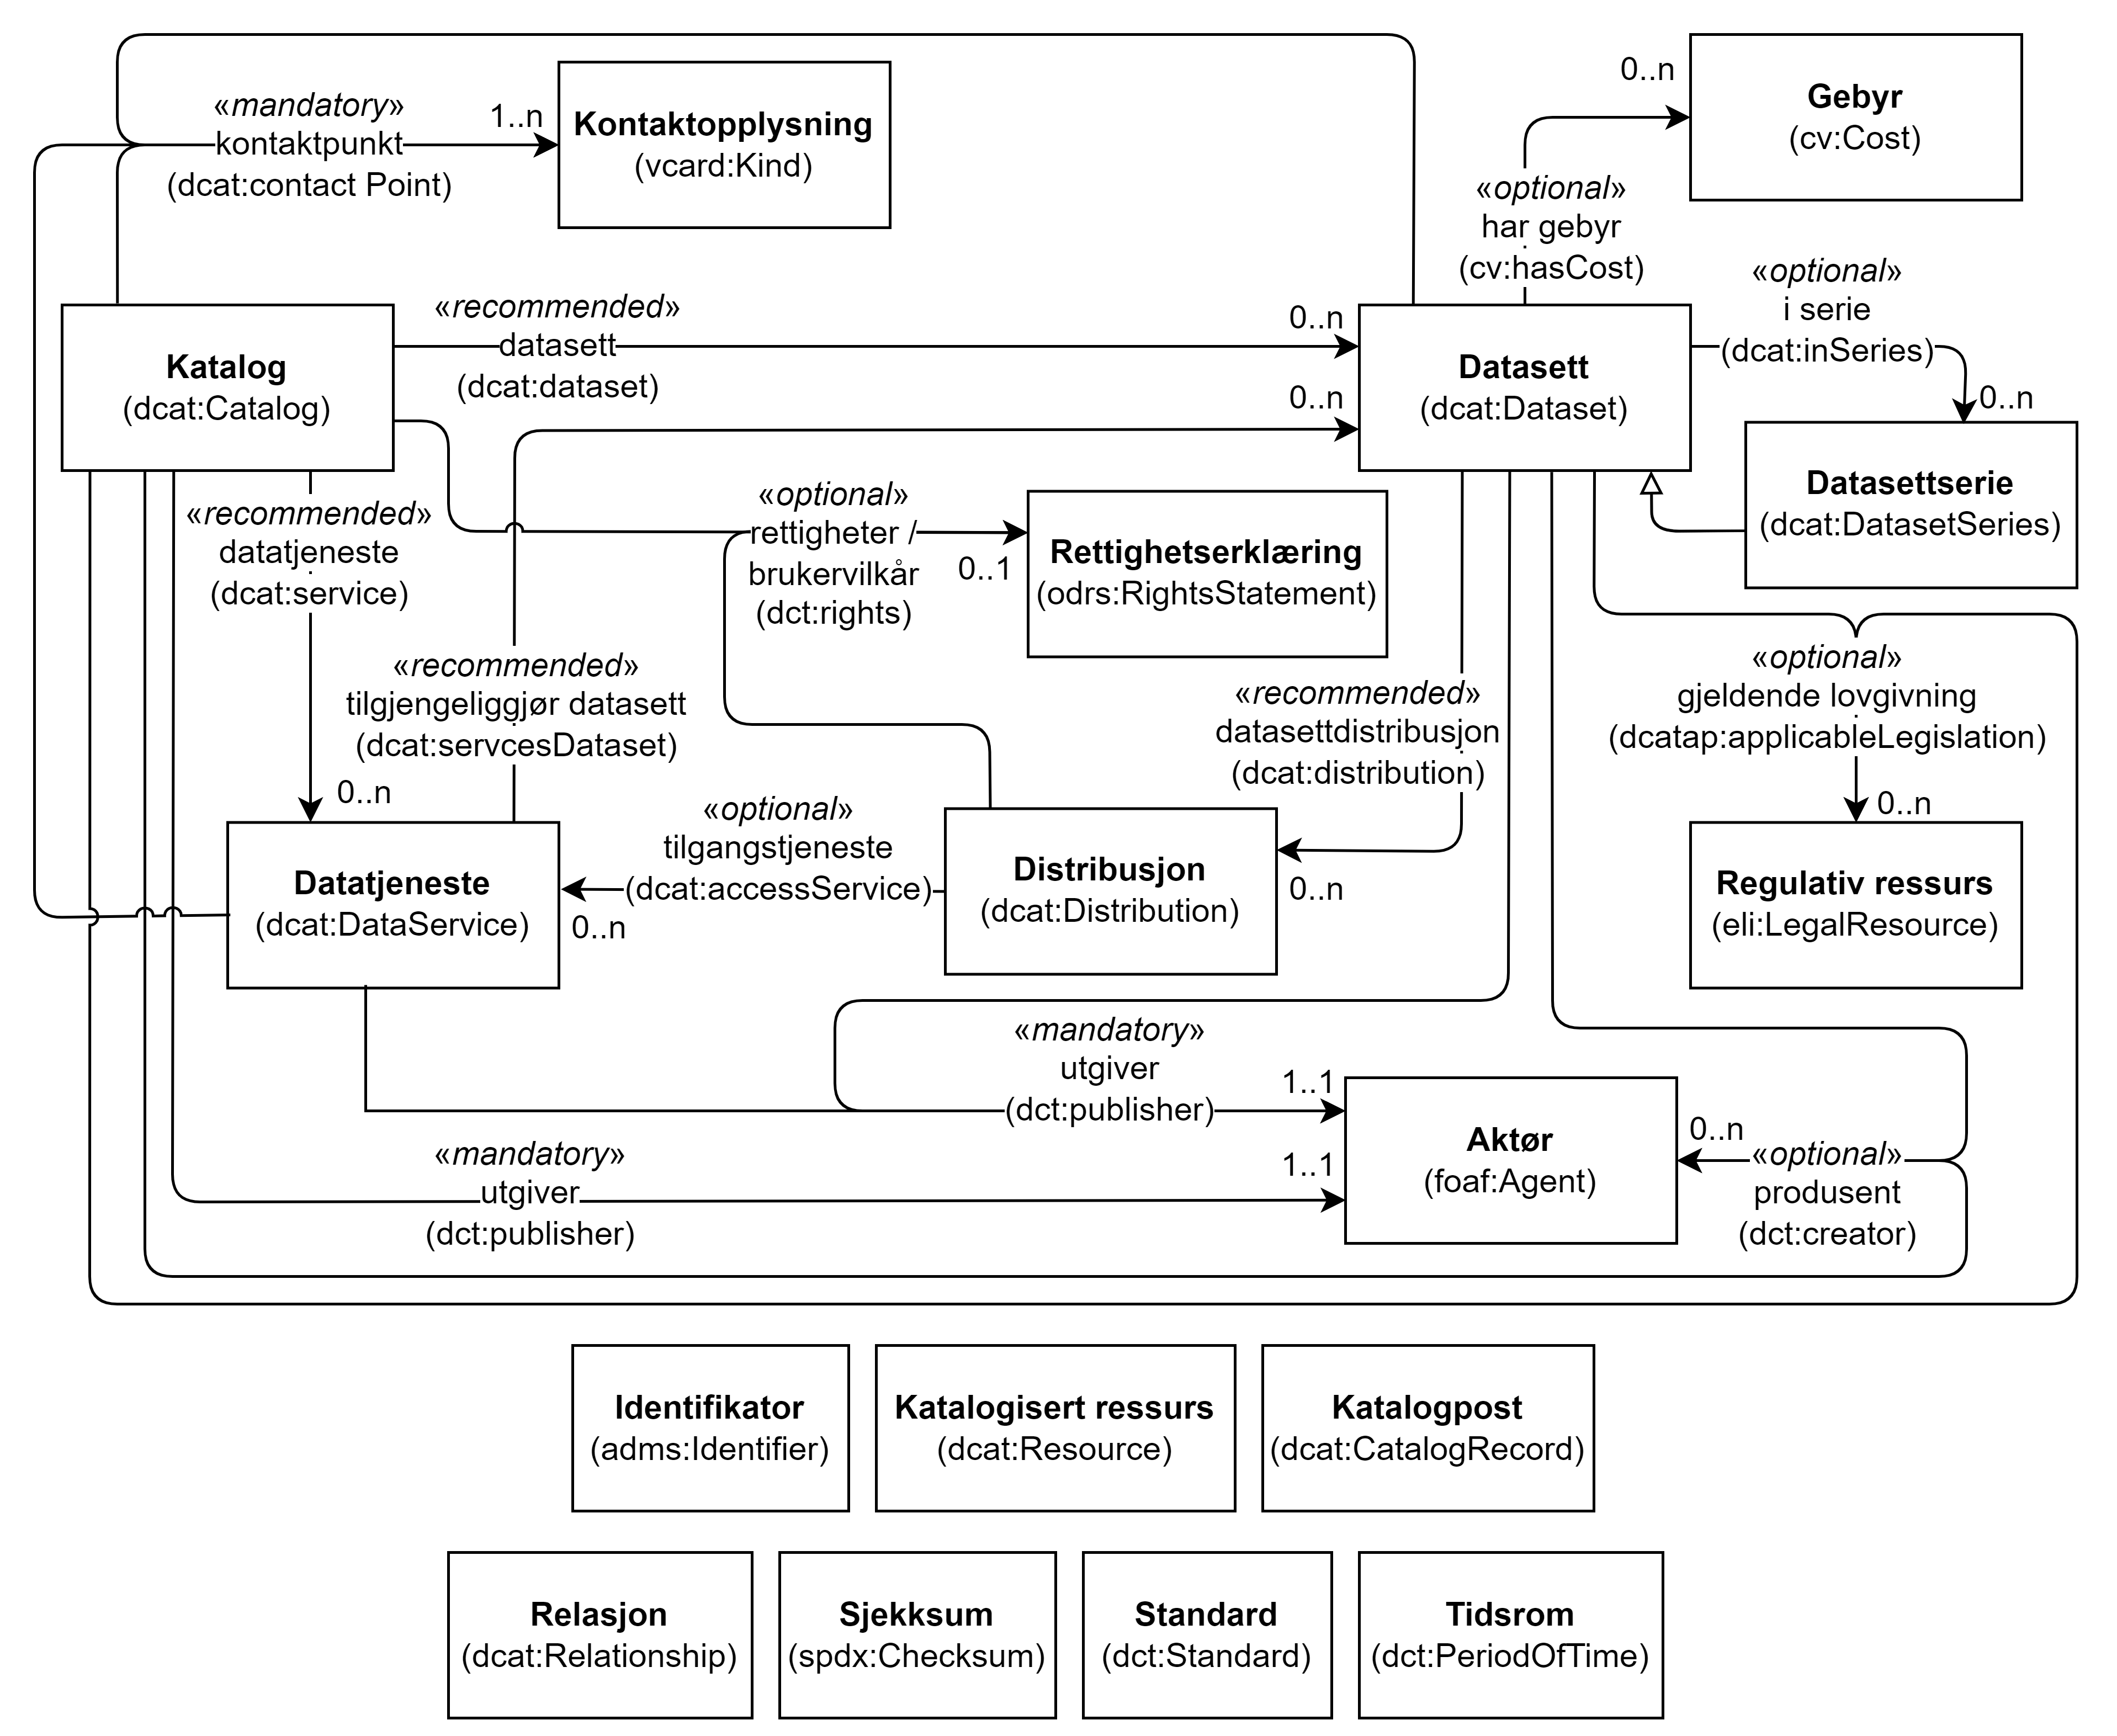 «mandatory»
kontaktpunkt
(dcat:contact Point)
1..n
Kontaktopplysning
(vcard:Kind)
0..n
Gebyr
(cv:Cost)
«optional»
har gebyr
(cv:hasCost)
«optional»
i serie
(dcat:inSeries)
0..n
Katalog
(dcat:Catalog)
«recommended»
datasett
(dcat:dataset)
0..n
0..n
Datasett
(dcat:Dataset)
Datasettserie
(dcat:DatasetSeries)
«recommended»
datatjeneste
(dcat:service)
0..n
«optional»
rettigheter /
brukervilkår
(dct:rights)
0..1
Rettighetserklæring
(odrs:RightsStatement)
«recommended»
tilgjengeliggjør datasett
(dcat:servcesDataset)
«recommended»
datasettdistribusjon
(dcat:distribution)
0..n
«optional»
gjeldende lovgivning
(dcatap:applicableLegislation)
0..n
Datatjeneste
(dcat:DataService)
«optional»
tilgangstjeneste
(dcat:accessService)
0..n
Distribusjon
(dcat:Distribution)
Regulativ ressurs
(eli:LegalResource)
«mandatory»
utgiver
(dct:publisher)
1..1
«mandatory»
utgiver
(dct:publisher)
1..1
Aktør
(foaf:Agent)
0..n
«optional»
produsent
(dct:creator)
Identifikator
(adms:Identifier)
Katalogisert ressurs
(dcat:Resource)
Katalogpost
(dcat:CatalogRecord)
Relasjon
(dcat:Relationship)
Sjekksum
(spdx:Checksum)
Standard
(dct:Standard)
Tidsrom
(dct:PeriodOfTime)